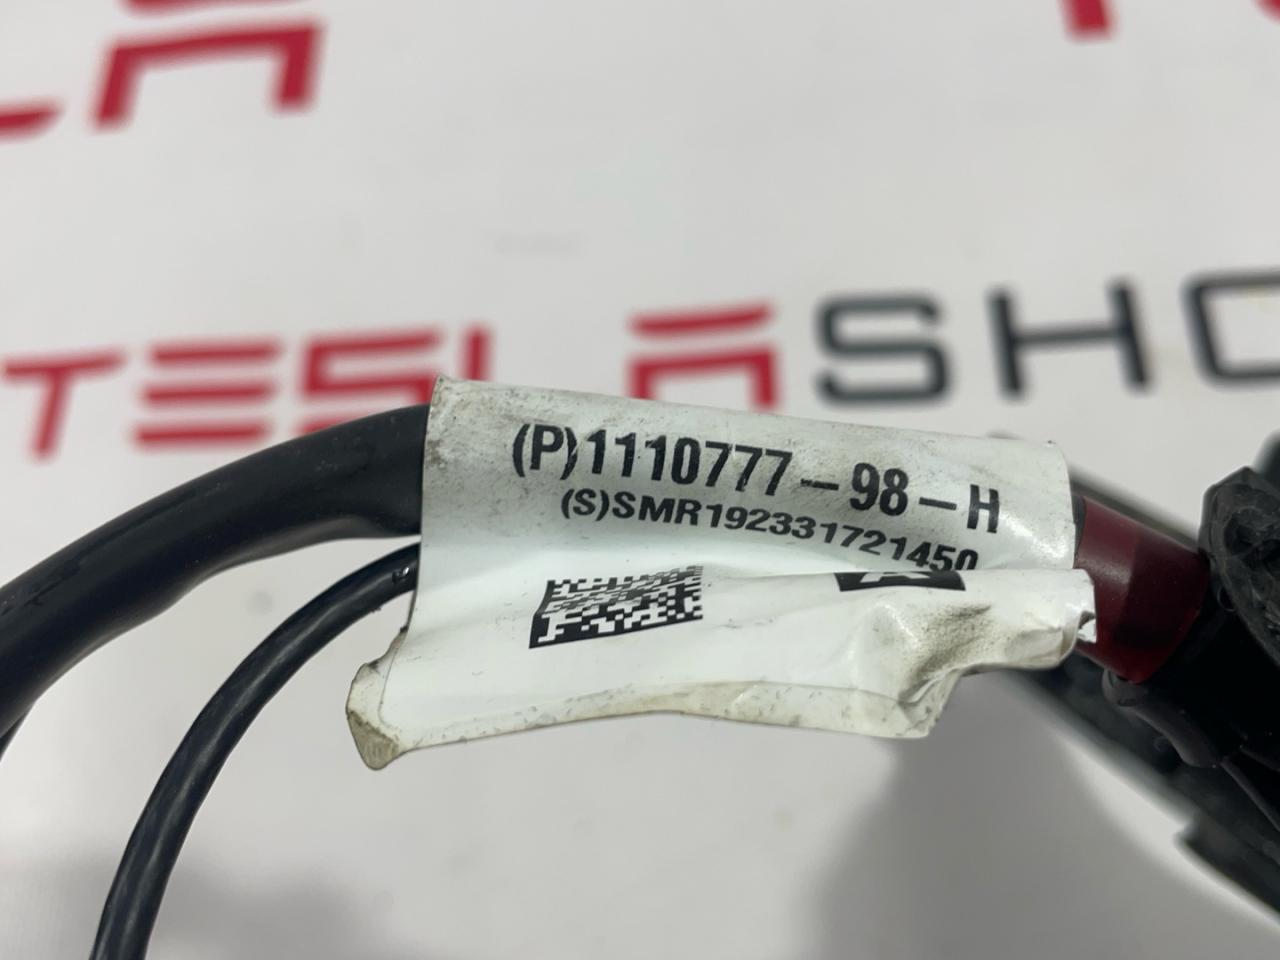 TESLA SHO
(P)1110777-98-H
(S)SMR192331721450